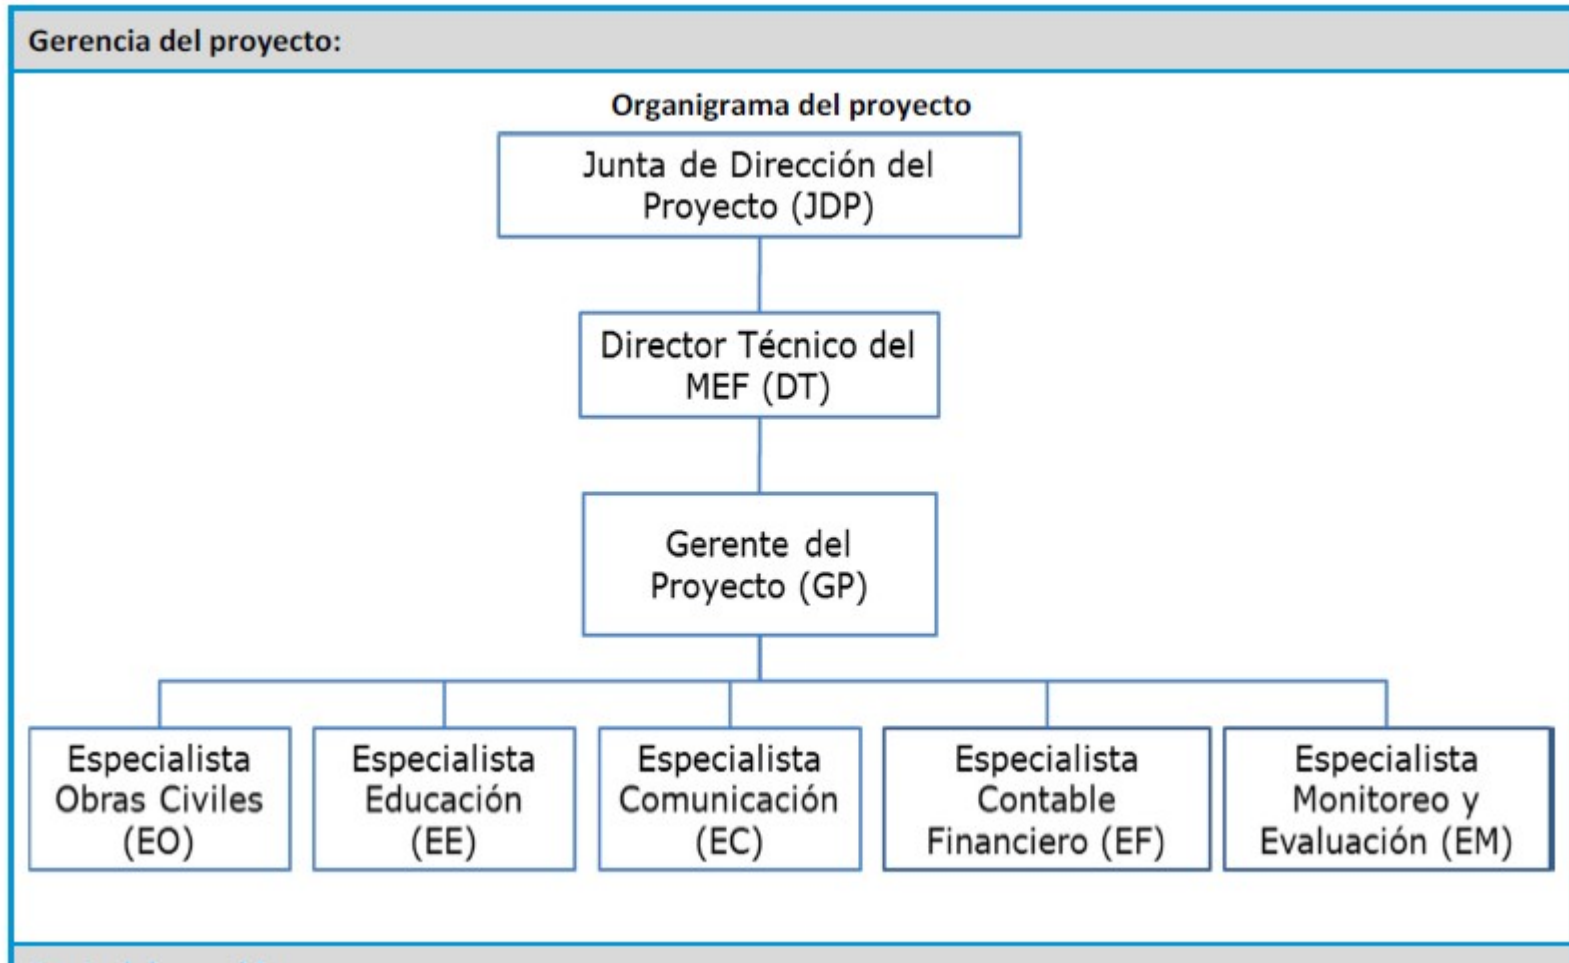 Gerencia del proyecto:
Organigrama del proyecto
Junta de Dirección del
Proyecto (JDP)
Director Técnico del
MEF (DT)
Gerente del
Proyecto (GP)
Especialista
Obras Civiles
(EO)
Especialista
Educación
(EE)
Especialista
Comunicación
(EC)
Especialista
Contable
Financiero (EF)
Especialista
Monitoreo y
Evaluación (EM)